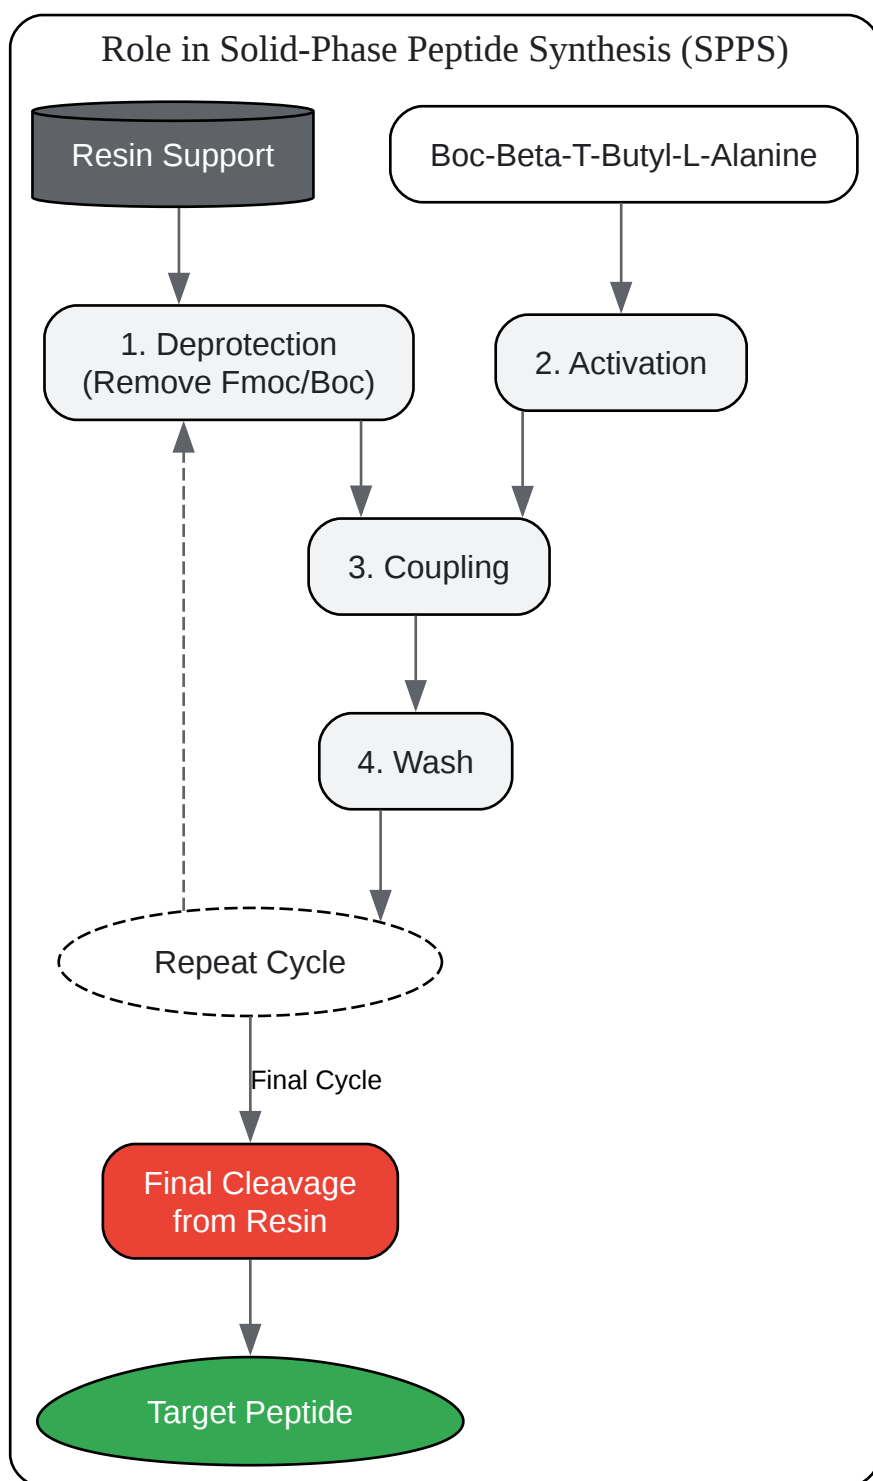 Role in Solid-Phase Peptide Synthesis (SPPS)
Resin Support
Boc-Beta-T-Butyl-L-Alanine
1. Deprotection
(Remove Fmoc/Boc)
2. Activation
3. Coupling
4. Wash
Repeat Cycle
Final Cycle
Final Cleavage
from Resin
Target Peptide